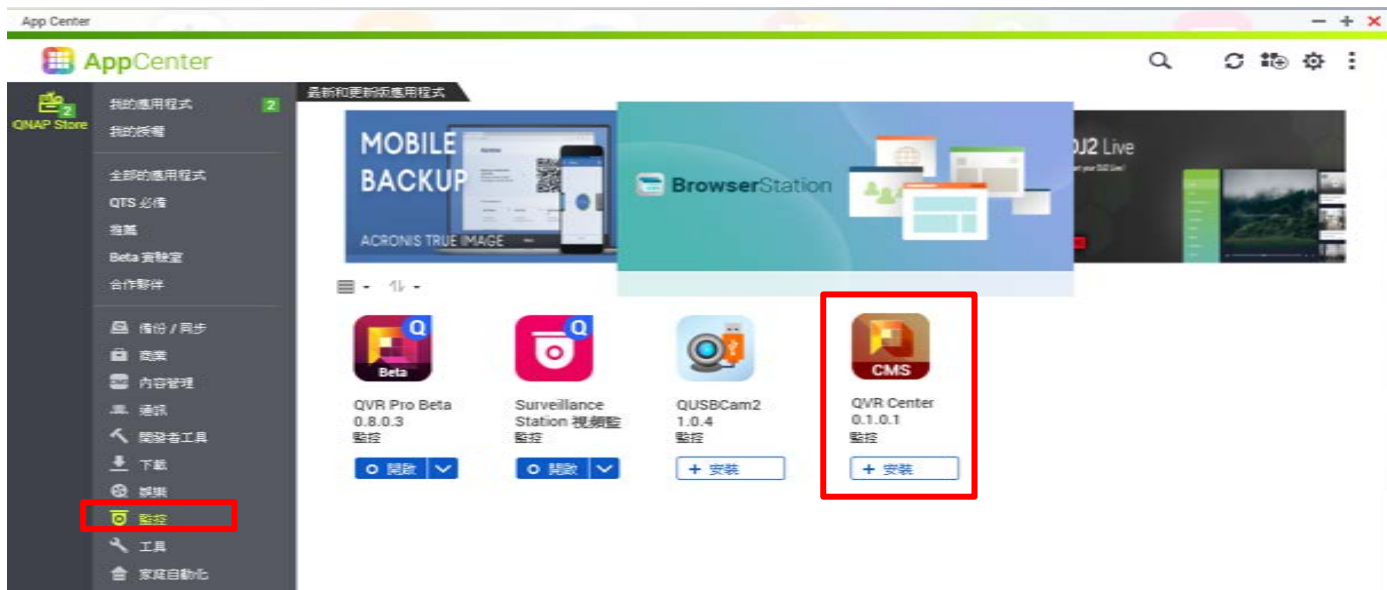 App Center
AppCenter
QNAP Store
2
我的應用程式 2
我的授權
全部的應用程式
QTS 必備
推薦
Beta 實驗室
合作夥伴
備份 / 同步
商業
內容管理
通訊
開發者工具
下載
娛樂
監控
工具
家庭自動化
最新和更新版應用程式
MOBILE
BACKUP
ACRONIS TRUE IMAGE
BrowserStation
DJ2 Live
Beta
QVR Pro Beta
0.8.0.3
監控
開啟
Surveillance
Station 視頻監
監控
開啟
QUSBCam2
1.0.4
監控
+ 安裝
CMS
QVR Center
0.1.0.1
監控
+ 安裝